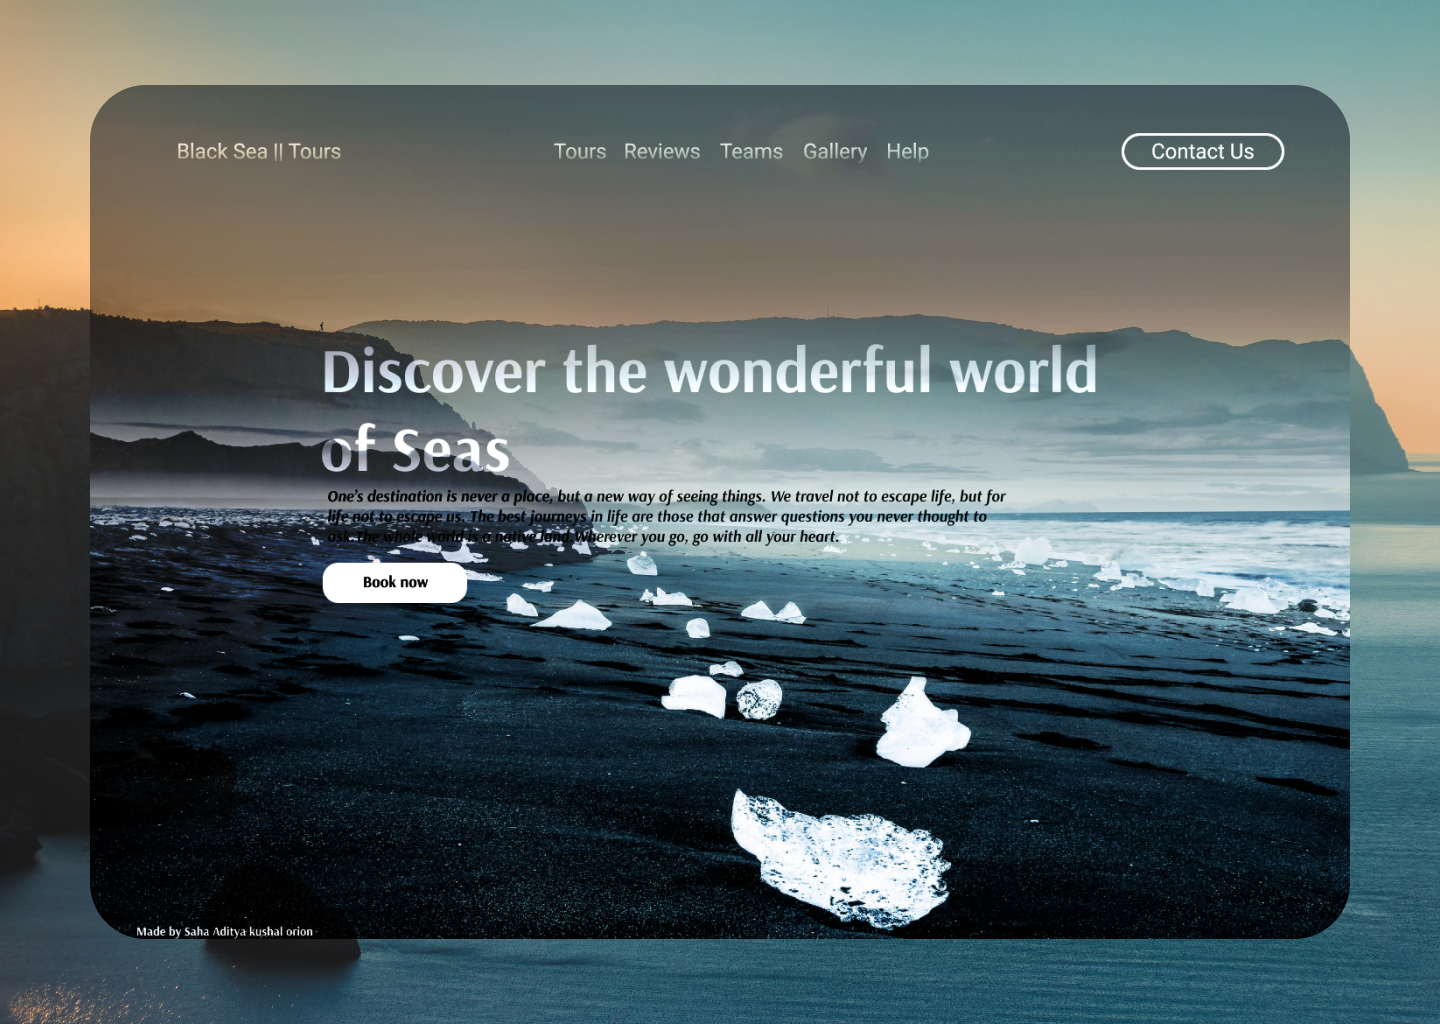 Black Sea || Tours
Tours Reviews Teams Gallery Help
Contact Us
Discover the wonderful world
of Seas
One's destination is never a place, but a new way of seeing things. We travel not to escape life, but for
life not to escape us. The best journeys in life are those that answer questions you never thought to
ask.The whole world is a native land.Wherever you go, go with all your heart.
Book now
Made by Saha Aditya kushal orion